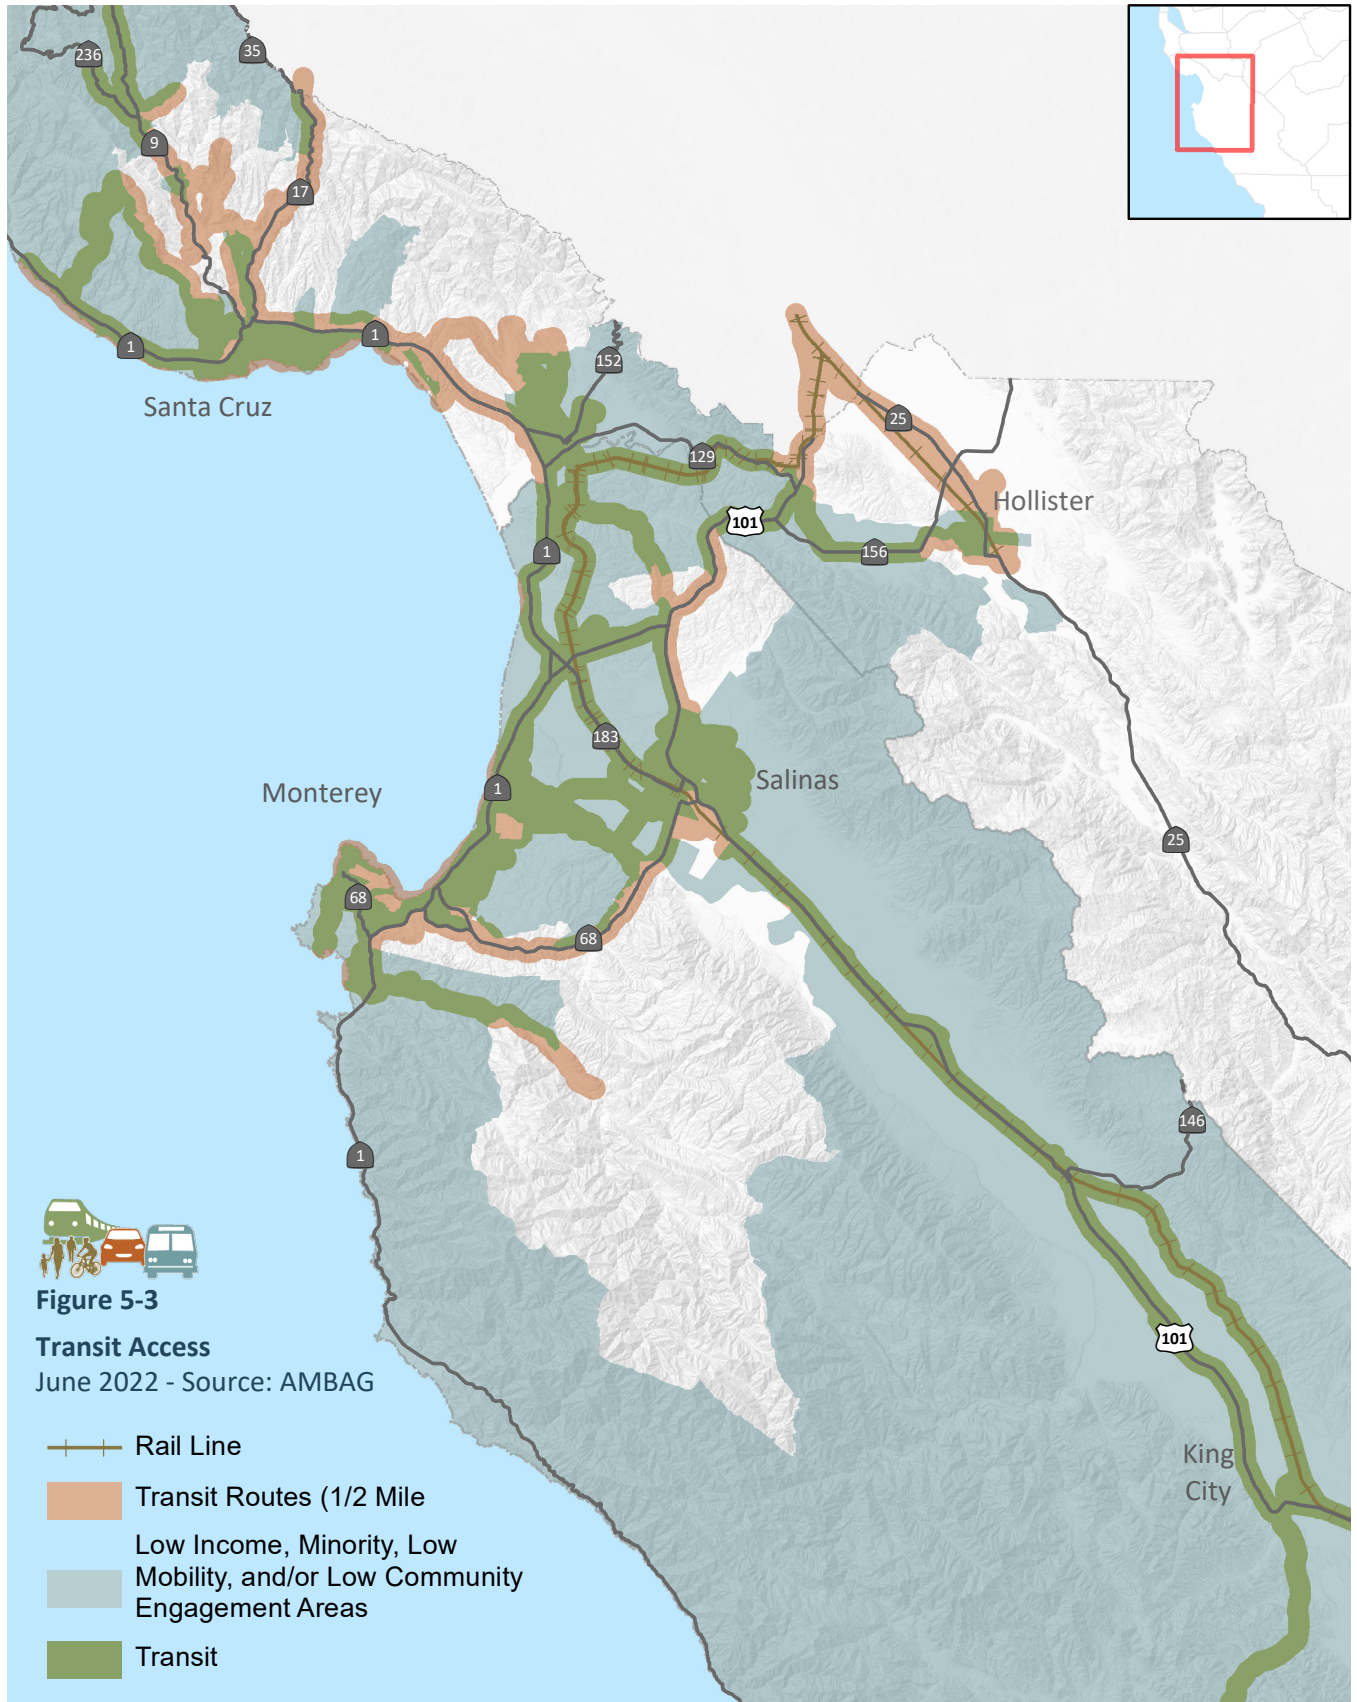 236
35
9
17
1
1
Santa Cruz
152
25
129
Hollister
101
156
1
183
Salinas
Monterey
1
68
68
25
146
1
101
King
City
Figure 5-3
Transit Access
June 2022 - Source: AMBAG
Rail Line
Transit Routes (1/2 Mile
Low Income, Minority, Low
Mobility, and/or Low Community
Engagement Areas
Transit